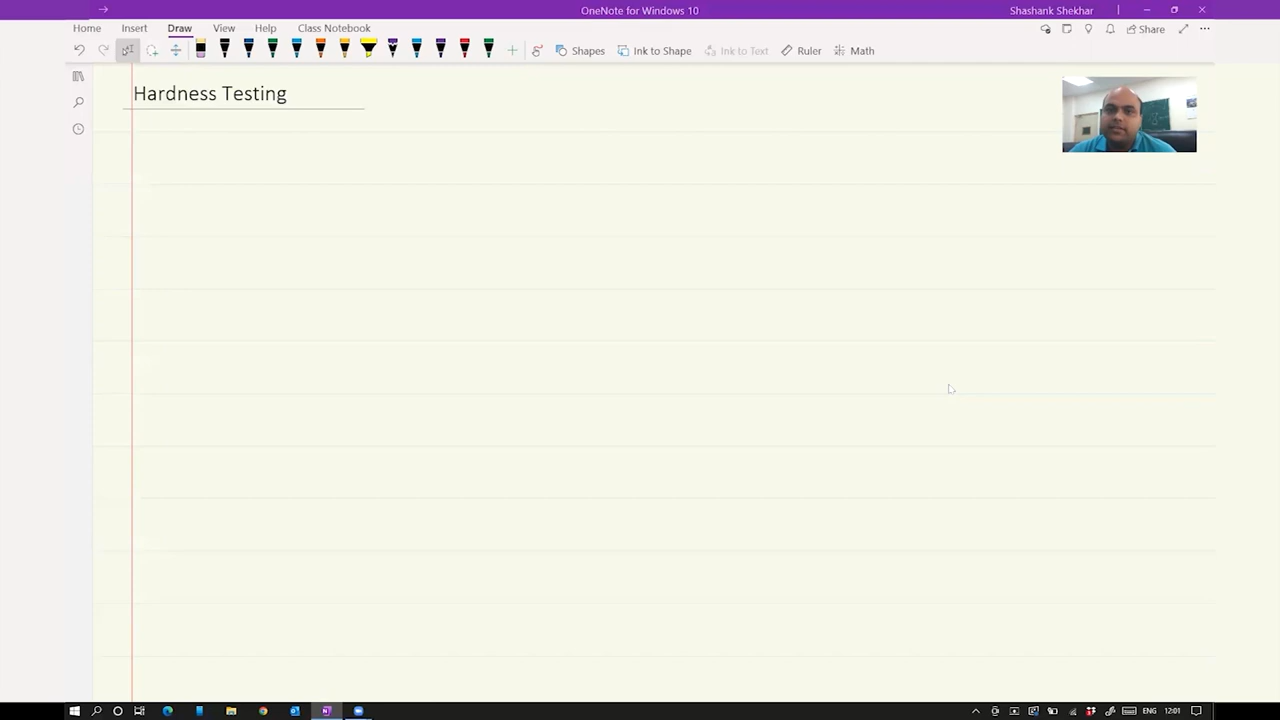 OneNote for Windows 10
Shashank Shekhar
Home Insert Draw View Help Class Notebook
Share
Shapes Ink to Shape Ink to Text Ruler Math
Hardness Testing
ENG 12:01